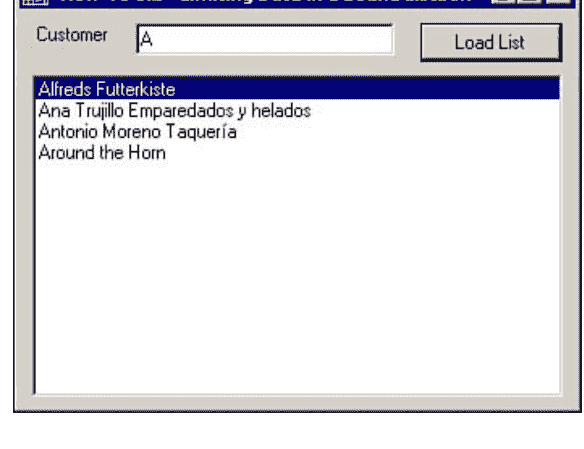 Customer
A
Load List
Alfreds Futterkiste
Ana Trujillo Emparedados y helados
Antonio Moreno Taquería
Around the Horn